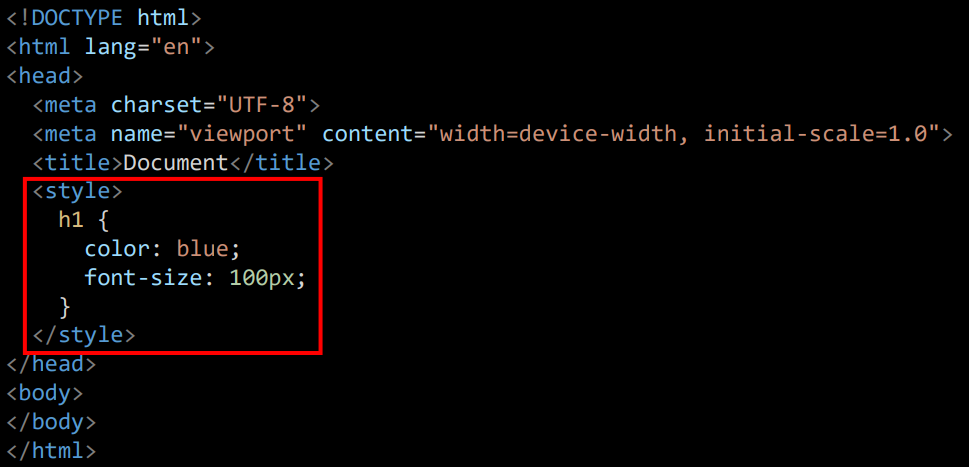 <!DOCTYPE html>
<html lang="en">
<head>
  <meta charset="UTF-8">
  <meta name="viewport" content="width=device-width, initial-scale=1.0">
  <title>Document</title>
  <style>
    h1 {
      color: blue;
      font-size: 100px;
    }
  </style>
</head>
<body>
</body>
</html>